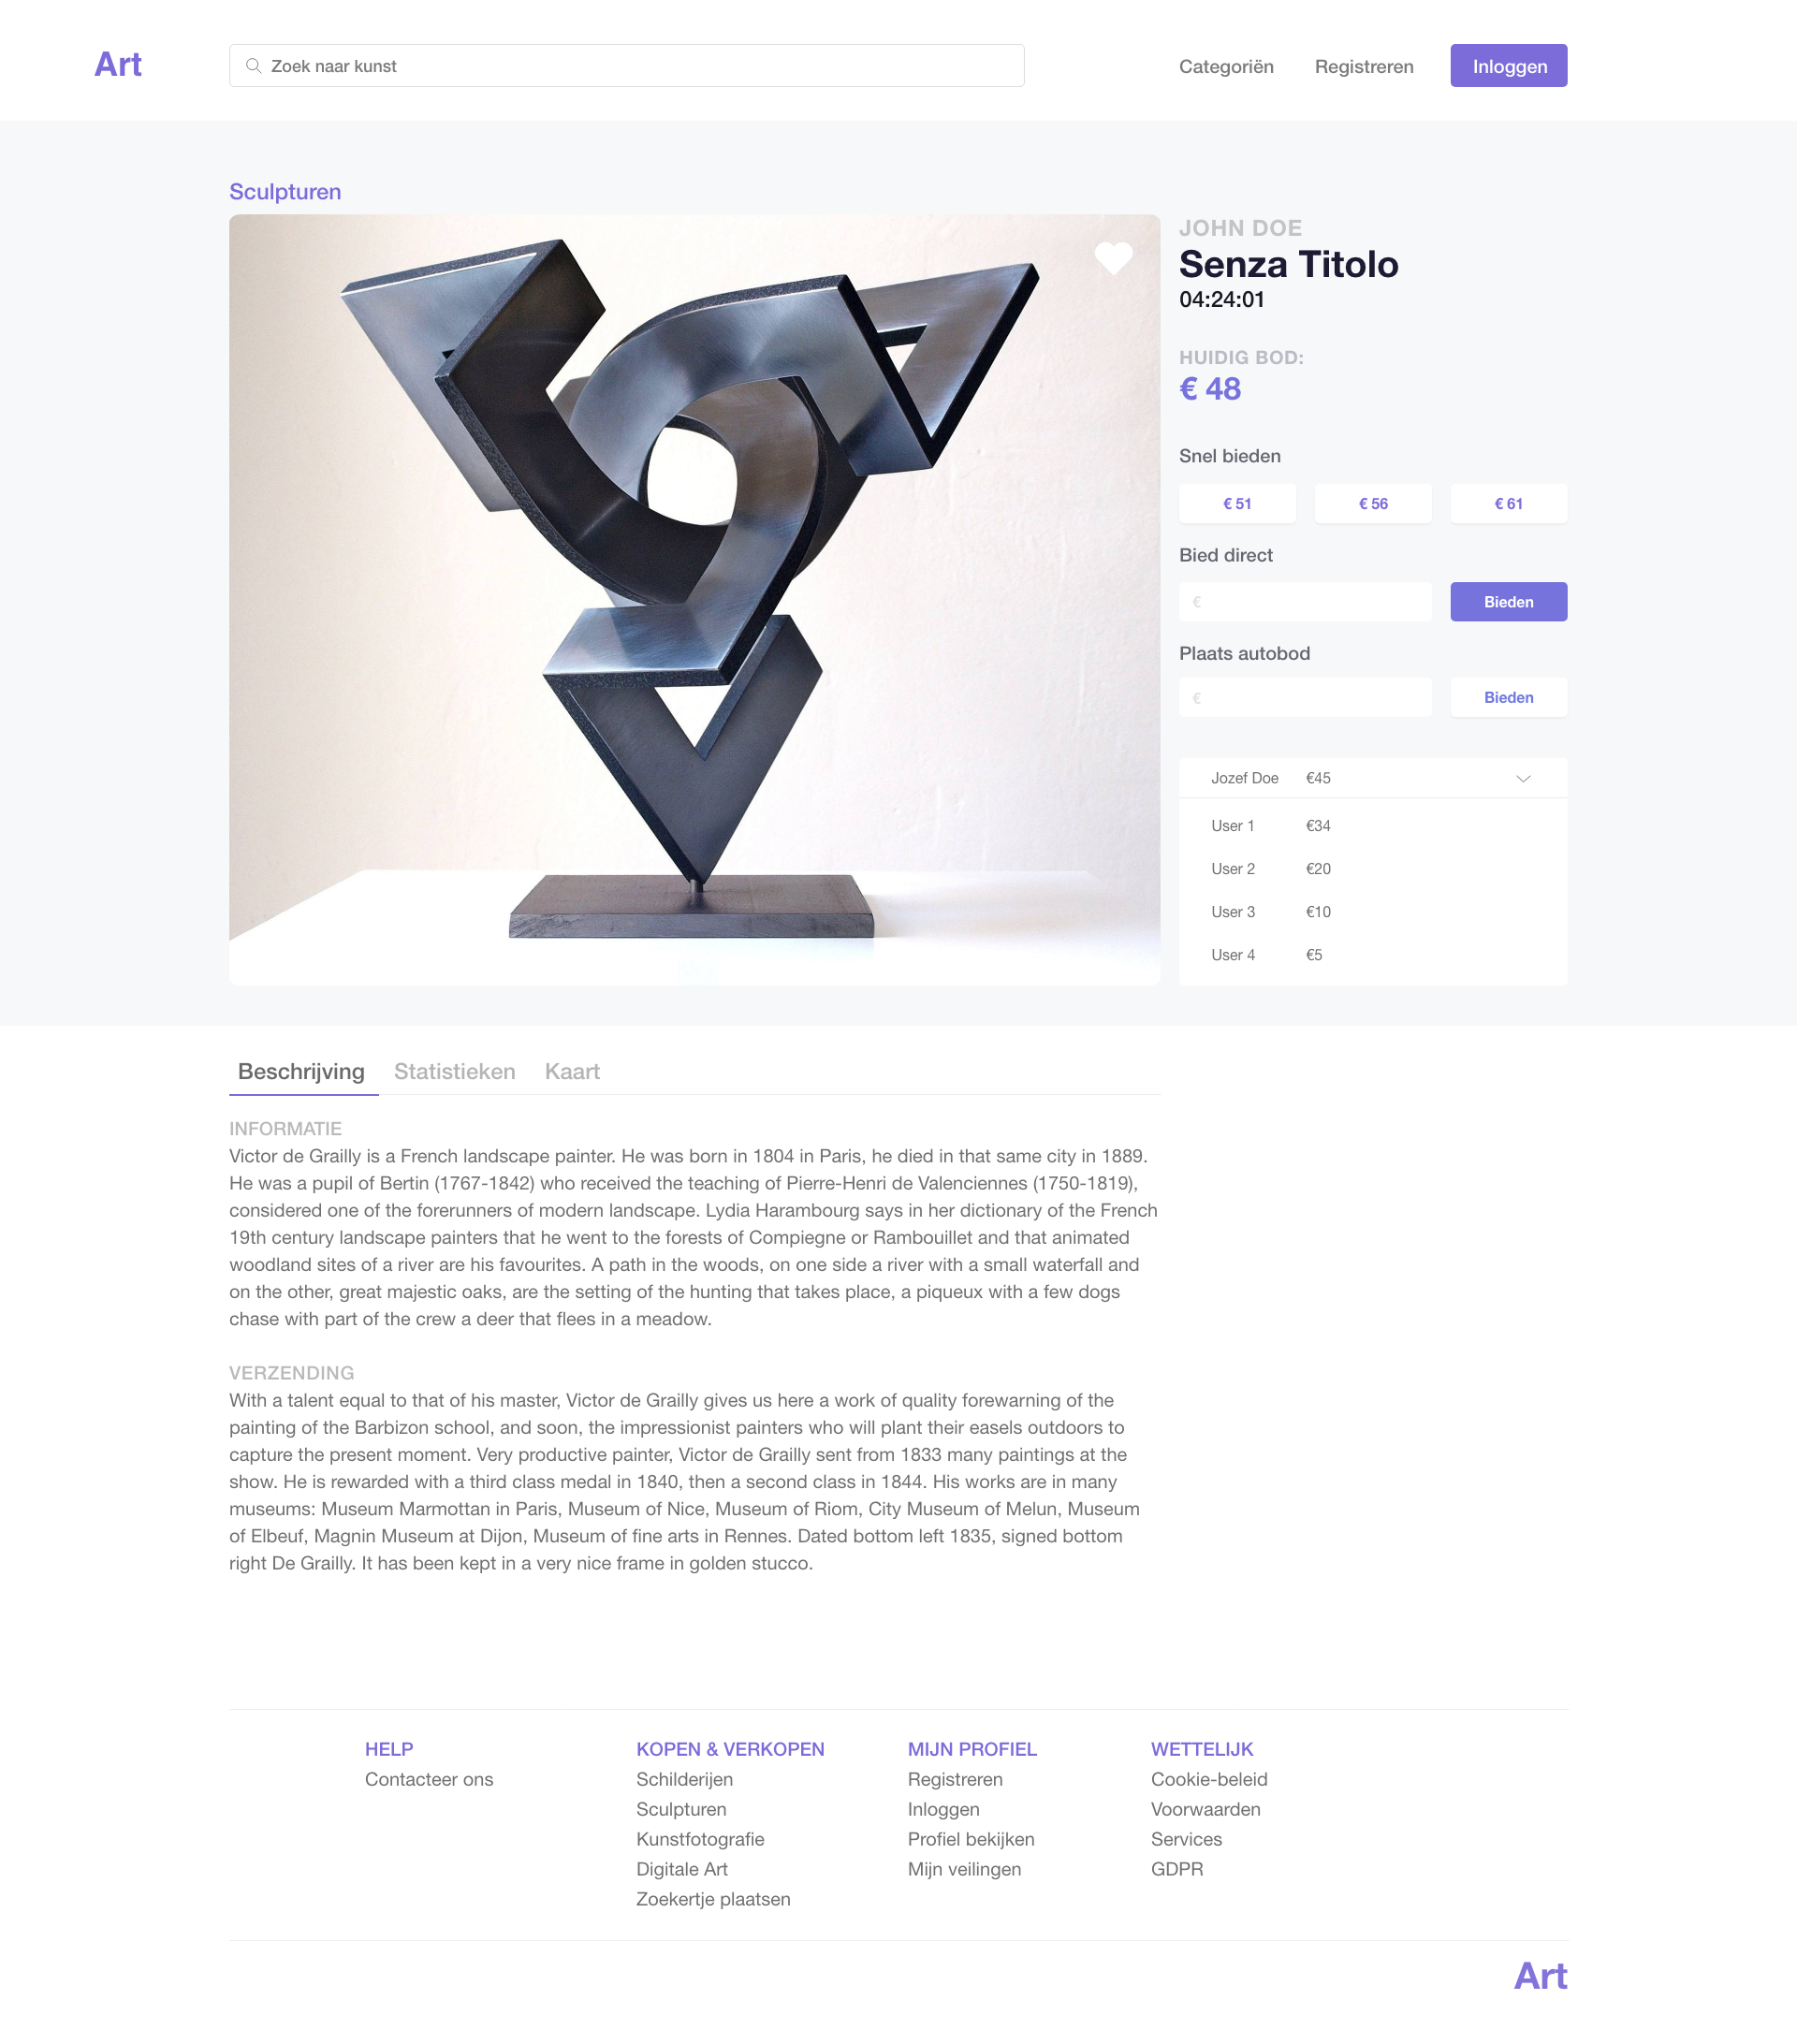 Art
Zoek naar kunst
Categoriën
Registreren
Inloggen
Sculpturen
JOHN DOE
Senza Titolo
04:24:01
HUIDIG BOD:
€ 48
Snel bieden
€ 51
€ 56
€ 61
Bied direct
€
Bieden
Plaats autobod
€
Bieden
Jozef Doe €45
User 1 €34
User 2 €20
User 3 €10
User 4 €5
Beschrijving
Statistieken
Kaart
INFORMATIE
Victor de Grailly is a French landscape painter. He was born in 1804 in Paris, he died in that same city in 1889.
He was a pupil of Bertin (1767-1842) who received the teaching of Pierre-Henri de Valenciennes (1750-1819),
considered one of the forerunners of modern landscape. Lydia Harambourg says in her dictionary of the French
19th century landscape painters that he went to the forests of Compiegne or Rambouillet and that animated
woodland sites of a river are his favourites. A path in the woods, on one side a river with a small waterfall and
on the other, great majestic oaks, are the setting of the hunting that takes place, a piqueux with a few dogs
chase with part of the crew a deer that flees in a meadow.
VERZENDING
With a talent equal to that of his master, Victor de Grailly gives us here a work of quality forewarning of the
painting of the Barbizon school, and soon, the impressionist painters who will plant their easels outdoors to
capture the present moment. Very productive painter, Victor de Grailly sent from 1833 many paintings at the
show. He is rewarded with a third class medal in 1840, then a second class in 1844. His works are in many
museums: Museum Marmottan in Paris, Museum of Nice, Museum of Riom, City Museum of Melun, Museum
of Elbeuf, Magnin Museum at Dijon, Museum of fine arts in Rennes. Dated bottom left 1835, signed bottom
right De Grailly. It has been kept in a very nice frame in golden stucco.
HELP
Contacteer ons
KOPEN & VERKOPEN
Schilderijen
Sculpturen
Kunstfotografie
Digitale Art
Zoekertje plaatsen
MIJN PROFIEL
Registreren
Inloggen
Profiel bekijken
Mijn veilingen
WETTELIJK
Cookie-beleid
Voorwaarden
Services
GDPR
Art